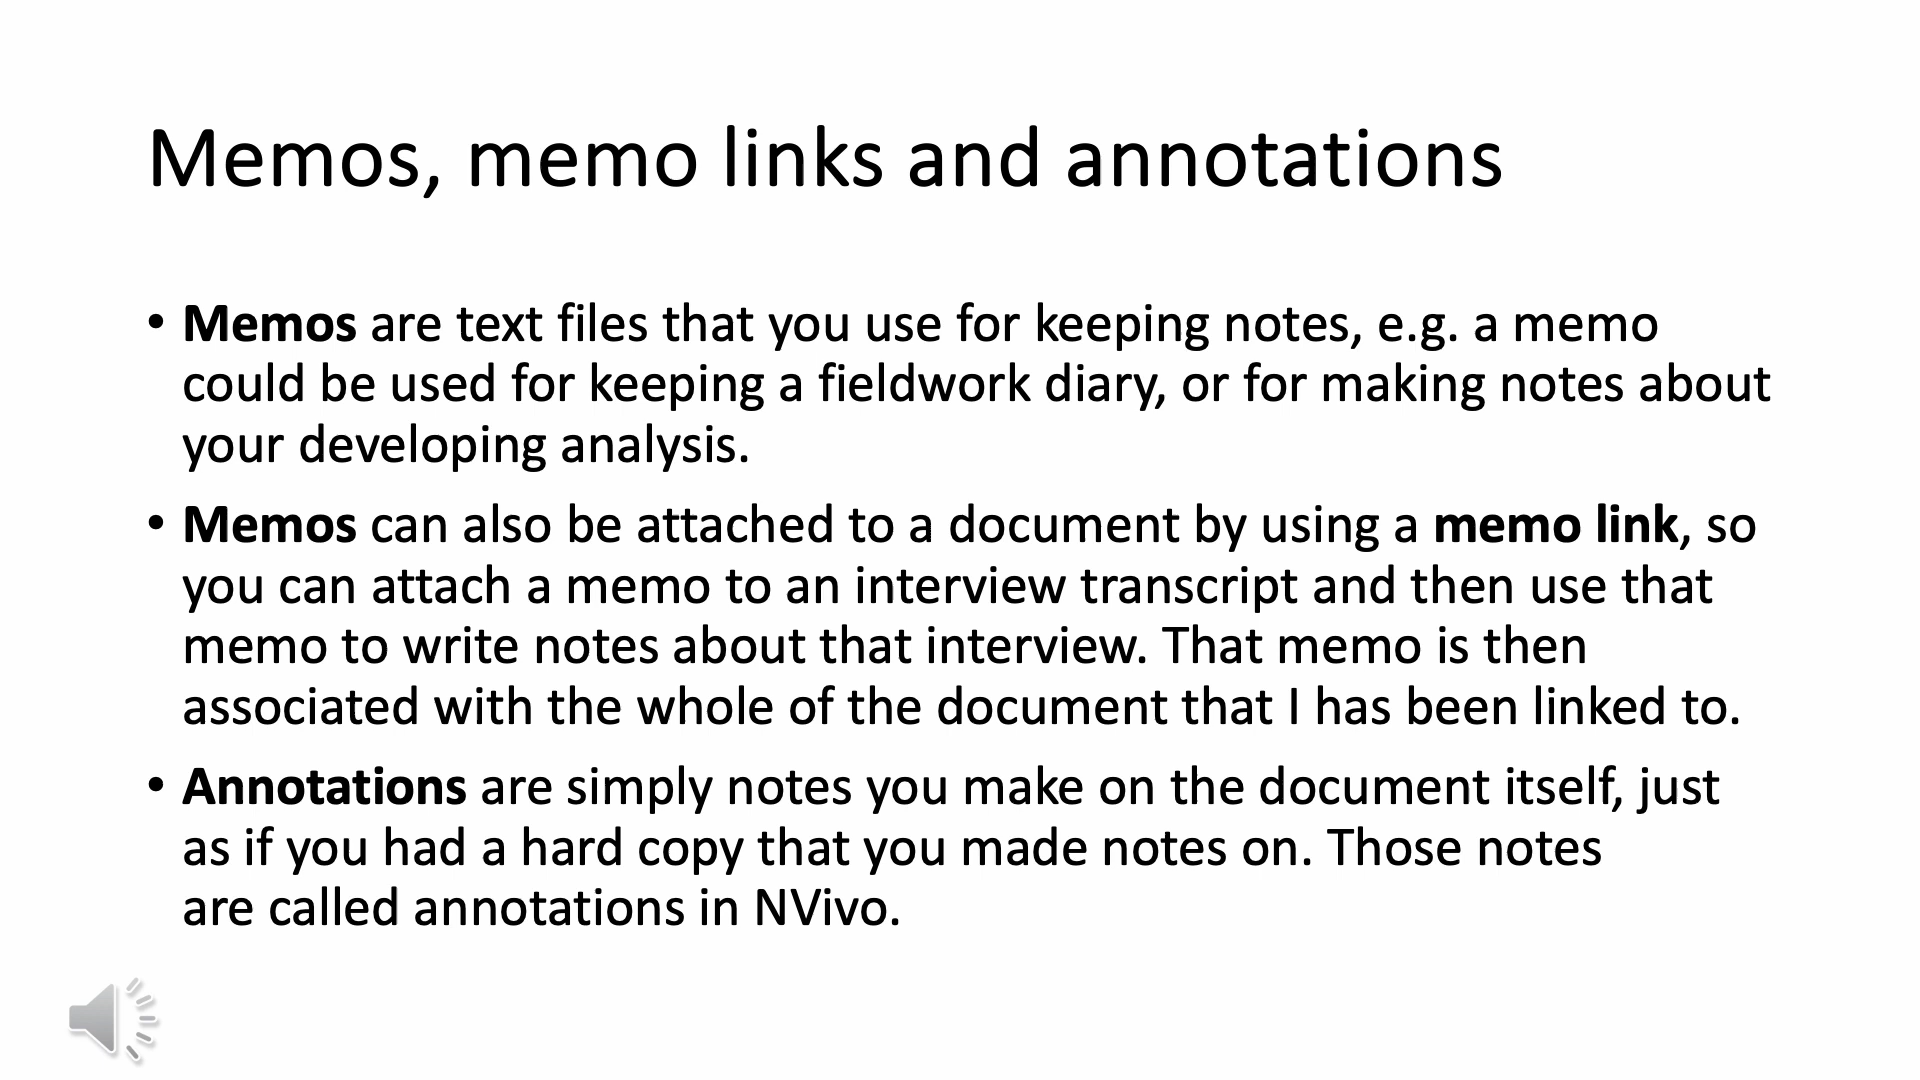 Memos, memo links and annotations
• Memos are text files that you use for keeping notes, e.g. a memo
could be used for keeping a fieldwork diary, or for making notes about
your developing analysis.
• Memos can also be attached to a document by using a memo link, so
you can attach a memo to an interview transcript and then use that
memo to write notes about that interview. That memo is then
associated with the whole of the document that I has been linked to.
• Annotations are simply notes you make on the document itself, just
as if you had a hard copy that you made notes on. Those notes
are called annotations in NVivo.